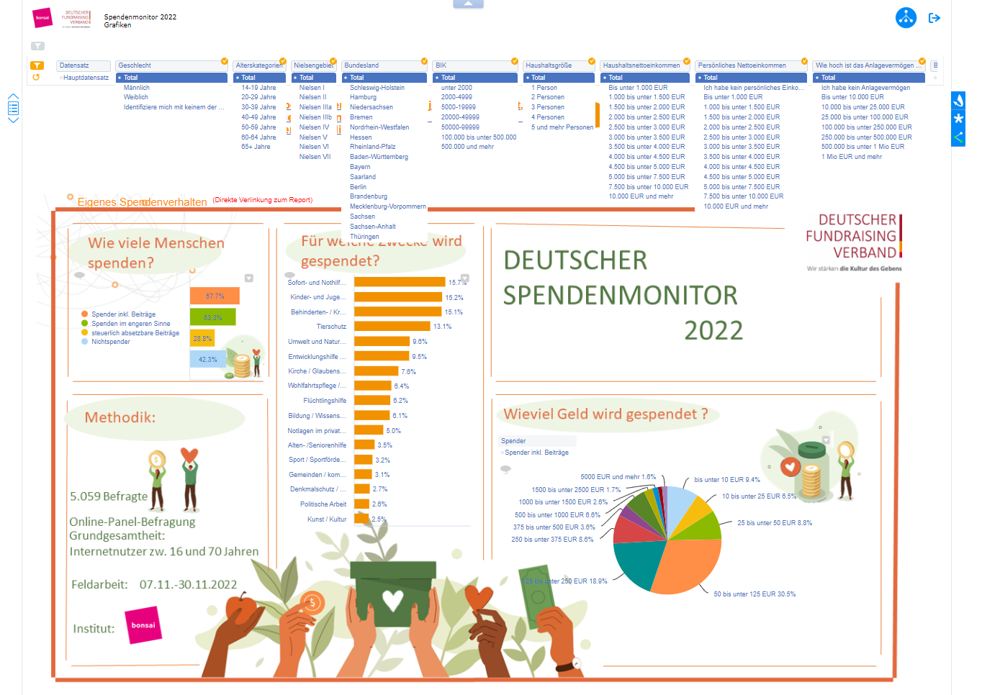 bonsai
DEUTSCHER
FUNDRAISING
VERBAND
Spendenmonitor 2022
Grafiken
Datensatz
Hauptdatensatz
Geschlecht
Total
Männlich
Weiblich
Identifiziere mich mit keinem der ...
Alterskategorien
Total
14-19 Jahre
20-29 Jahre
30-39 Jahre
40-49 Jahre
50-59 Jahre
60-64 Jahre
65+ Jahre
Nielsengebiet
Total
Nielsen I
Nielsen II
Nielsen IIIa
Nielsen IIIb
Nielsen IV
Nielsen V
Nielsen VI
Nielsen VII
Bundesland
Total
Schleswig-Holstein
Hamburg
Niedersachsen
Bremen
Nordrhein-Westfalen
Hessen
Rheinland-Pfalz
Baden-Württemberg
Bayern
Saarland
Berlin
Brandenburg
Mecklenburg-Vorpommern
Sachsen
Sachsen-Anhalt
Thüringen
BIK
Total
unter 2000
2000-4999
5000-19999
20000-49999
50000-99999
100.000 bis unter 500.000
500.000 und mehr
Haushaltsgröße
Total
1 Person
2 Personen
3 Personen
4 Personen
5 und mehr Personen
Haushaltsnettoeinkommen
Total
Bis unter 1.000 EUR
1.000 bis unter 1.500 EUR
1.500 bis unter 2.000 EUR
2.000 bis unter 2.500 EUR
2.500 bis unter 3.000 EUR
3.000 bis unter 3.500 EUR
3.500 bis unter 4.000 EUR
4.000 bis unter 4.500 EUR
4.500 bis unter 5.000 EUR
5.000 bis unter 7.500 EUR
7.500 bis unter 10.000 EUR
10.000 EUR und mehr
Persönliches Nettoeinkommen
Total
Ich habe kein persönliches Einko...
Bis unter 1.000 EUR
1.000 bis unter 1.500 EUR
1.500 bis unter 2.000 EUR
2.000 bis unter 2.500 EUR
2.500 bis unter 3.000 EUR
3.000 bis unter 3.500 EUR
3.500 bis unter 4.000 EUR
4.000 bis unter 4.500 EUR
4.500 bis unter 5.000 EUR
5.000 bis unter 7.500 EUR
7.500 bis unter 10.000 EUR
10.000 EUR und mehr
Wie hoch ist das Anlagevermögen ...
Total
Ich habe kein Anlagevermögen
Bis unter 10.000 EUR
10.000 bis unter 25.000 EUR
25.000 bis unter 100.000 EUR
100.000 bis unter 250.000 EUR
250.000 bis unter 500.000 EUR
500.000 bis unter 1 Mio EUR
1 Mio EUR und mehr
Eigenes Spendenverhalten (Direkte Verlinkung zum Report)
Wie viele Menschen
spenden?
57.7%
53.3%
28.8%
42.3%
Spender inkl. Beiträge
Spenden im engeren Sinne
steuerlich absetzbare Beiträge
Nichtspender
Für welche Zwecke wird
gespendet?
Sofort- und Nothilf... 15.7%
Kinder- und Juge... 15.2%
Behinderten- / Kr... 15.1%
Tierschutz 13.1%
Umwelt und Natur... 9.6%
Entwicklungshilfe ... 9.5%
Kirche / Glaubens... 7.6%
Wohlfahrtspflege /... 6.4%
Flüchtlingshilfe 6.2%
Bildung / Wissens... 6.1%
Notlagen im privat... 5.0%
Alten- /Seniorenhilfe 3.5%
Sport / Sportförde... 3.2%
Gemeinden / kom... 3.1%
Denkmalschutz / ... 2.7%
Politische Arbeit 2.6%
Kunst / Kultur 2.5%
DEUTSCHER
SPENDENMONITOR
2022
DEUTSCHER
FUNDRAISING
VERBAND
Wir stärken die Kultur des Gebens
Methodik:
5.059 Befragte
Online-Panel-Befragung
Grundgesamtheit:
Internetnutzer zw. 16 und 70 Jahren
Feldarbeit: 07.11.-30.11.2022
Institut: bonsai
Wieviel Geld wird gespendet ?
Spender
Spender inkl. Beiträge
5000 EUR und mehr 1.6%
1500 bis unter 2500 EUR 1.7%
1000 bis unter 1500 EUR 2.6%
500 bis unter 1000 EUR 6.6%
375 bis unter 500 EUR 3.6%
250 bis unter 375 EUR 8.6%
125 bis unter 250 EUR 18.9%
bis unter 10 EUR 9.4%
10 bis unter 25 EUR 6.5%
25 bis unter 50 EUR 8.8%
50 bis unter 125 EUR 30.5%